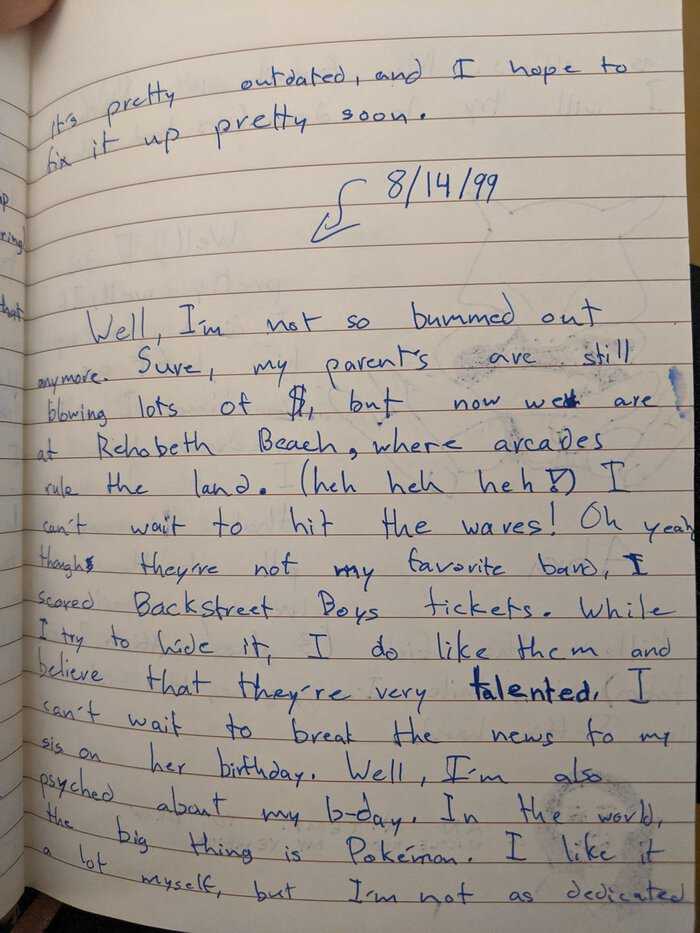 It's pretty outdated, and I hope to
fix it up pretty soon.
8/14/99
Well, I'm not so bummed out
anymore. Sure, my parent's are still
blowing lots of $, but now we are
at Rehobeth Beach, where arcades
rule the land. (heh heh heh!) I
can't wait to hit the waves! Oh yeah
though they're not my favorite band, I
scored Backstreet Boys tickets. While
I try to hide it, I do like them and
believe that they're very talented. I
can't wait to break the news to my
sis on her birthday. Well, I'm also
psyched about my b-day. In the world,
the big thing is Pokémon. I like it
a lot myself, but I'm not as dedicated